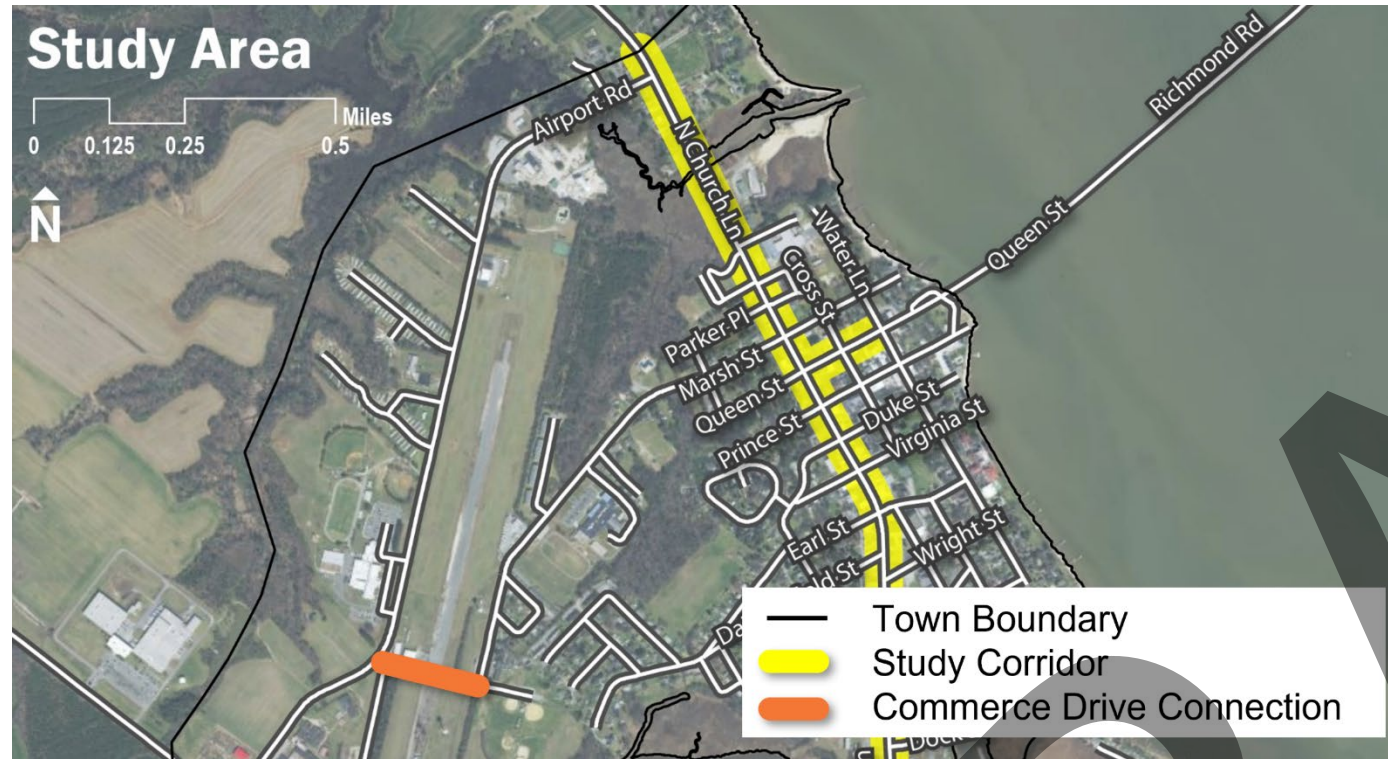 Study Area
Miles
0 0.125 0.25 0.5
N
Airport Rd
N Church Ln
Richmond Rd
Queen St
Water Ln
Cross St
Parker Pl
Marsh St
Queen St
Prince St
Duke St
Virginia St
Earl St
Wright St
Town Boundary
Study Corridor
Commerce Drive Connection